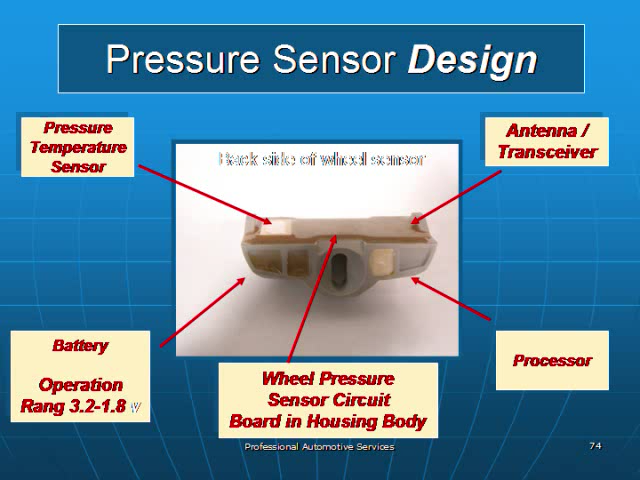 Pressure Sensor Design
Pressure
Temperature
Sensor
Antenna /
Transceiver
Back side of wheel sensor
Battery
Operation
Rang 3.2-1.8 v
Wheel Pressure
Sensor Circuit
Board in Housing Body
Processor
Professional Automotive Services
74